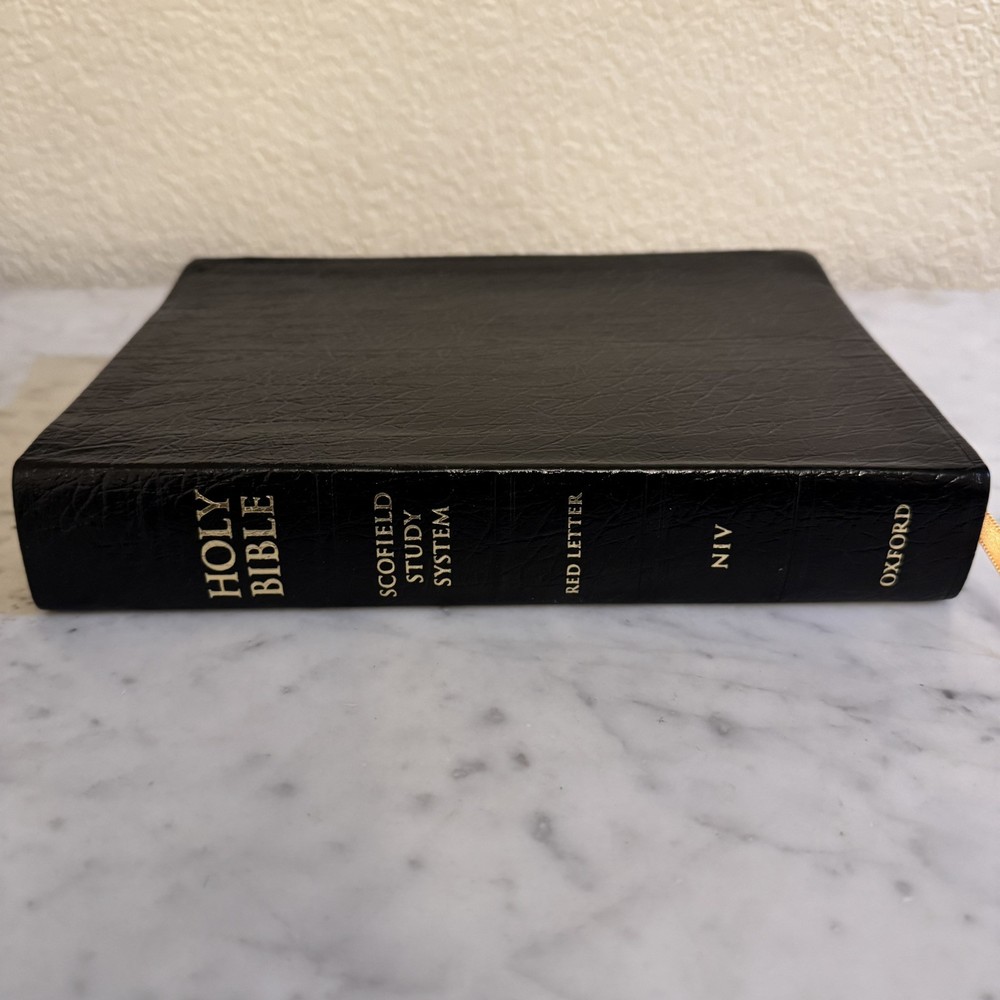 HOLY
BIBLE
SCOFIELD
STUDY
SYSTEM
RED LETTER
NIV
OXFORD